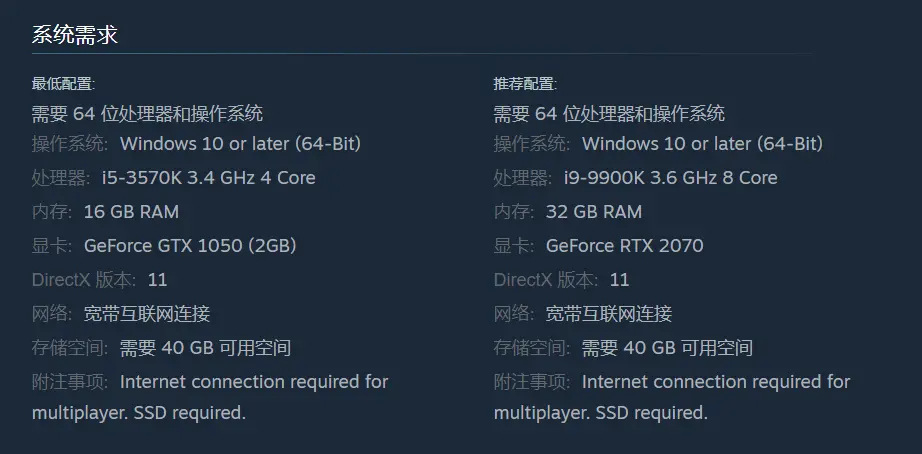 系统需求
最低配置:
需要 64 位处理器和操作系统
操作系统: Windows 10 or later (64-Bit)
处理器: i5-3570K 3.4 GHz 4 Core
内存: 16 GB RAM
显卡: GeForce GTX 1050 (2GB)
DirectX 版本: 11
网络: 宽带互联网连接
存储空间: 需要 40 GB 可用空间
附注事项: Internet connection required for
multiplayer. SSD required.
推荐配置:
需要 64 位处理器和操作系统
操作系统: Windows 10 or later (64-Bit)
处理器: i9-9900K 3.6 GHz 8 Core
内存: 32 GB RAM
显卡: GeForce RTX 2070
DirectX 版本: 11
网络: 宽带互联网连接
存储空间: 需要 40 GB 可用空间
附注事项: Internet connection required for
multiplayer. SSD required.